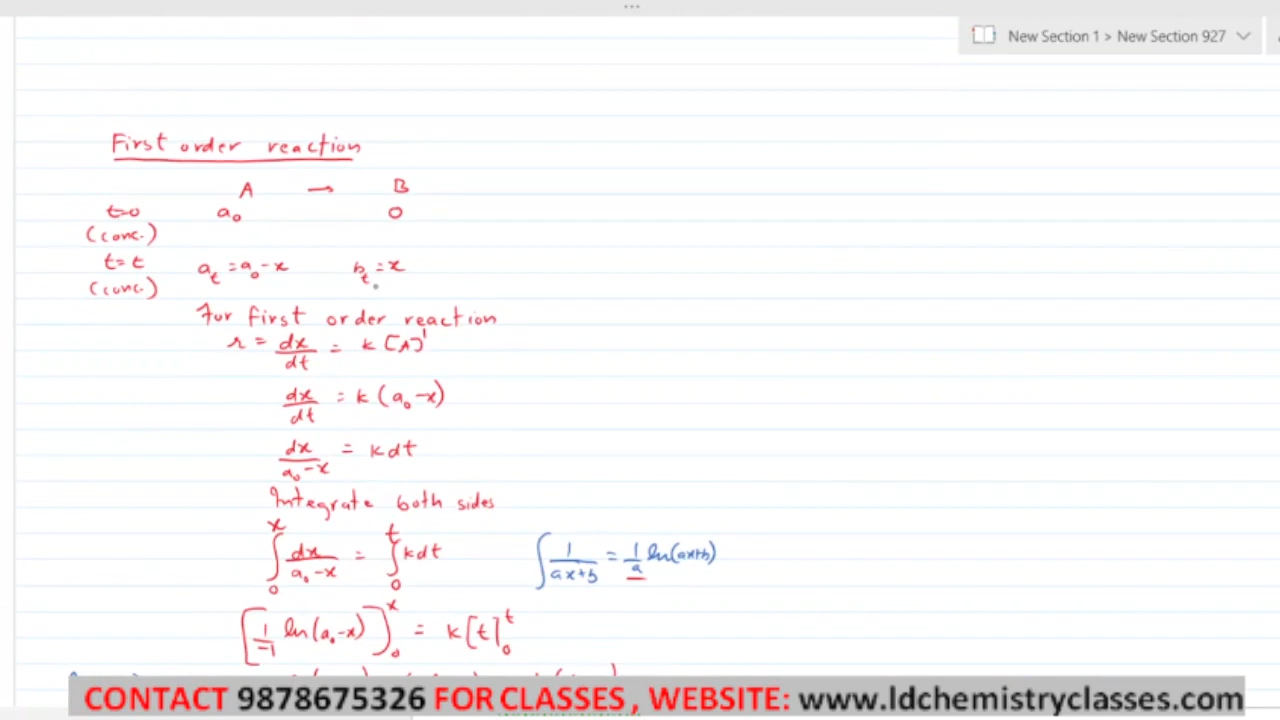 New Section 1 > New Section 927
First order reaction
A → B
t=0 a₀ 0
(conc.)
t=t aₜ=a₀-x bₜ=x
(conc.)
For first order reaction
r = dx/dt = k[A]¹
dx/dt = k(a₀-x)
dx/a₀-x = kdt
Integrate both sides
∫₀ˣ dx/a₀-x = ∫₀ᵗ kdt ∫ 1/ax+b = 1/a ln(ax+b)
[1/-1 ln(a₀-x)]₀ˣ = k[t]₀ᵗ
CONTACT 9878675326 FOR CLASSES , WEBSITE: www.ldchemistryclasses.com